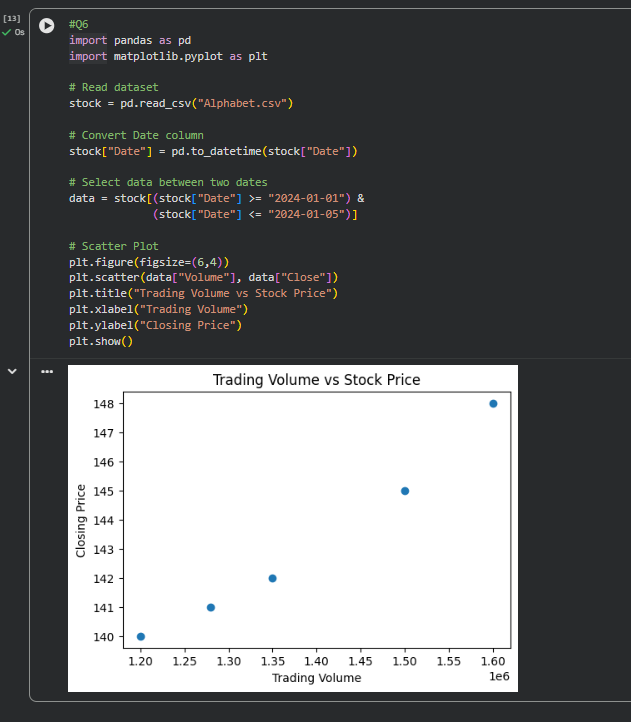 [13]
0s
#Q6
import pandas as pd
import matplotlib.pyplot as plt
# Read dataset
stock = pd.read_csv("Alphabet.csv")
# Convert Date column
stock["Date"] = pd.to_datetime(stock["Date"])
# Select data between two dates
data = stock[(stock["Date"] >= "2024-01-01") &
(stock["Date"] <= "2024-01-05")]
# Scatter Plot
plt.figure(figsize=(6,4))
plt.scatter(data["Volume"], data["Close"])
plt.title("Trading Volume vs Stock Price")
plt.xlabel("Trading Volume")
plt.ylabel("Closing Price")
plt.show()
Trading Volume vs Stock Price
148
147
146
145
144
143
142
141
140
Closing Price
1.20 1.25 1.30 1.35 1.40 1.45 1.50 1.55 1.60
Trading Volume
1e6